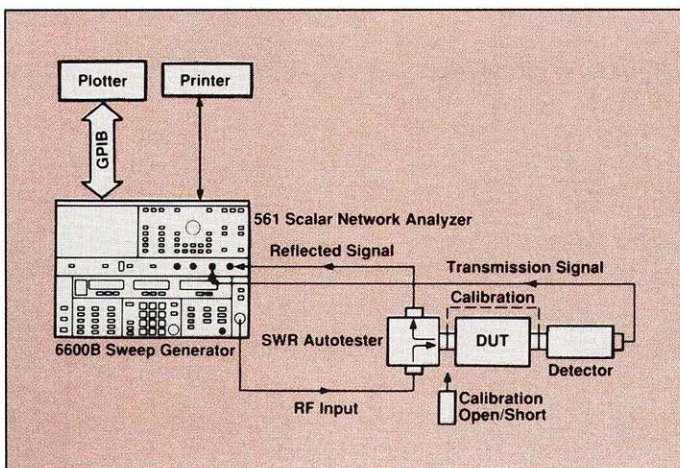 Plotter
Printer
GPIB
561 Scalar Network Analyzer
Reflected Signal
Transmission Signal
Calibration
SWR Autotester
DUT
Detector
6600B Sweep Generator
RF Input
Calibration
Open/Short